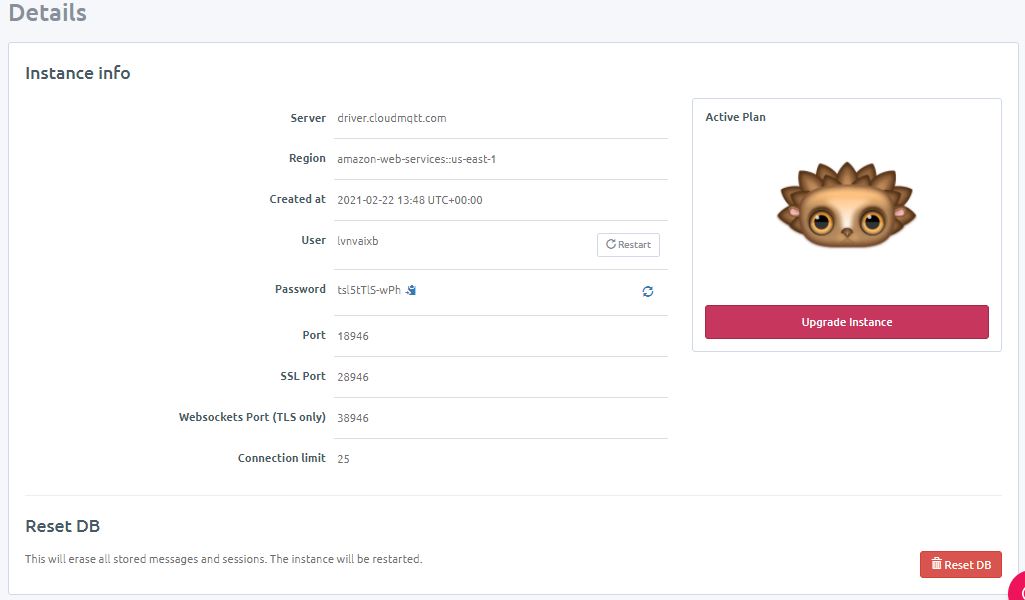 Details
Instance info
Server driver.cloudmqtt.com
Region amazon-web-services::us-east-1
Created at 2021-02-22 13:48 UTC+00:00
User lvnvaixb Restart
Password tsl5tTlS-wPh
Port 18946
SSL Port 28946
Websockets Port (TLS only) 38946
Connection limit 25
Active Plan
Upgrade Instance
Reset DB
This will erase all stored messages and sessions. The instance will be restarted.
Reset DB